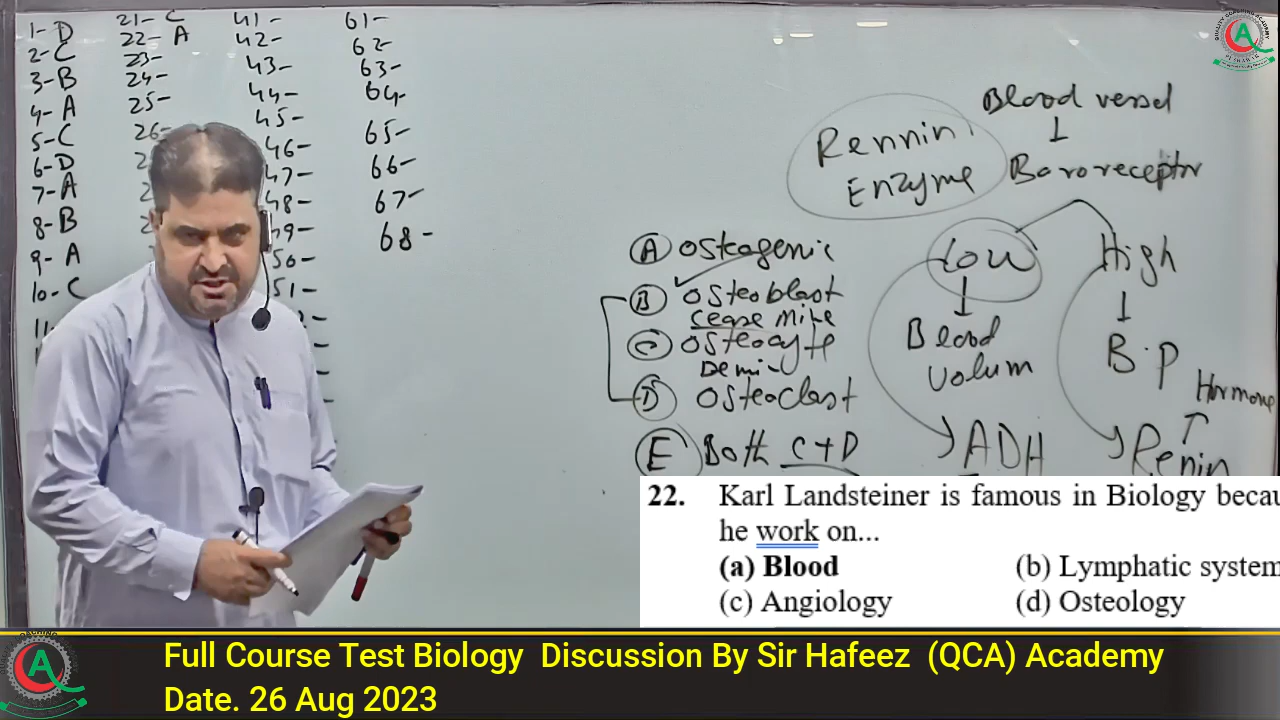 1- D
2- C
3- B
4- A
5- C
6- D
7- A
8- B
9- A
10- C
21- C
22- A
23-
24-
25-
26-
41-
42-
43-
44-
45-
46-
47-
48-
49-
50-
51-
61-
62-
63-
64-
65-
66-
67-
68-
Rennin
Enzyme
Blood vessel
Baroreceptor
Low
High
Blood
volum
B.P
Hormone
ADH
Renin
(A) Osteogenic
(B) Osteoblast
(C) Osteocyte
Demi-
(D) Osteoclast
(E) Both C+D
22. Karl Landsteiner is famous in Biology becau
he work on...
(a) Blood
(b) Lymphatic system
(c) Angiology
(d) Osteology
Full Course Test Biology Discussion By Sir Hafeez (QCA) Academy
Date. 26 Aug 2023